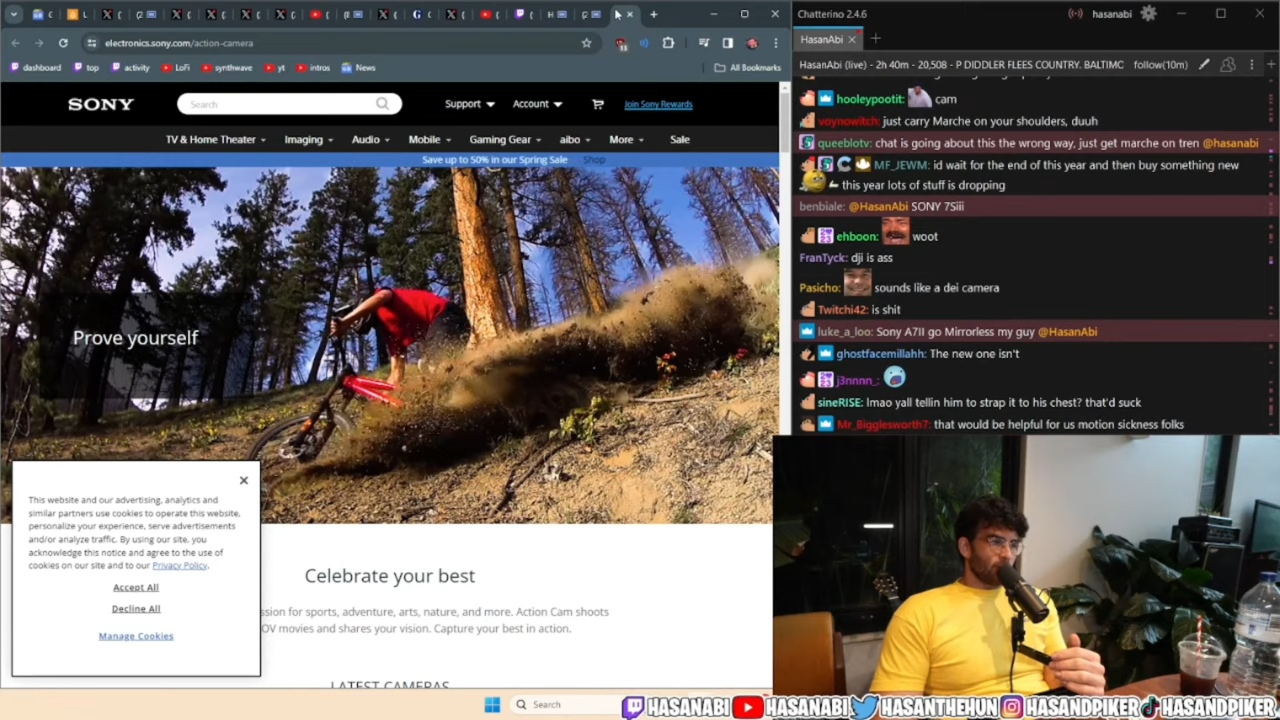 electronics.sony.com/action-camera
dashboard
top
activity
LoFi
synthwave
yt
intros
News
All Bookmarks
SONY
Search
Support
Account
Join Sony Rewards
TV & Home Theater
Imaging
Audio
Mobile
Gaming Gear
aibo
More
Sale
Save up to 50% in our Spring Sale Shop
Prove yourself
This website and our advertising, analytics and
similar partners use cookies to operate this website,
personalize your experience, serve advertisements
and/or analyze traffic. By using our site, you
acknowledge this notice and agree to the use of
cookies on our site and to our Privacy Policy.
Accept All
Decline All
Manage Cookies
Celebrate your best
ssion for sports, adventure, arts, nature, and more. Action Cam shoots
OV movies and shares your vision. Capture your best in action.
LATEST CAMERAS
Search
Chatterino 2.4.6
hasanabi
HasanAbi
HasanAbi (live) - 2h 40m - 20,508 - P DIDDLER FLEES COUNTRY. BALTIMC follow(10m)
hooleypootit: cam
voynowitch: just carry Marche on your shoulders, duuh
queeblotv: chat is going about this the wrong way, just get marche on tren @hasanabi
MF_JEWM: id wait for the end of this year and then buy something new
this year lots of stuff is dropping
benbiale: @HasanAbi SONY 7Siii
ehboon: woot
FranTyck: dji is ass
Pasicho: sounds like a dei camera
Twitchi42: is shit
luke_a_loo: Sony A7II go Mirrorless my guy @HasanAbi
ghostfacemillahh: The new one isn't
j3nnnn_:
sineRISE: lmao yall tellin him to strap it to his chest? that'd suck
Mr_Bigglesworth7: that would be helpful for us motion sickness folks
HASANABI HASANABI HASANTHEHUN HASANDPIKER HASANDPIKER